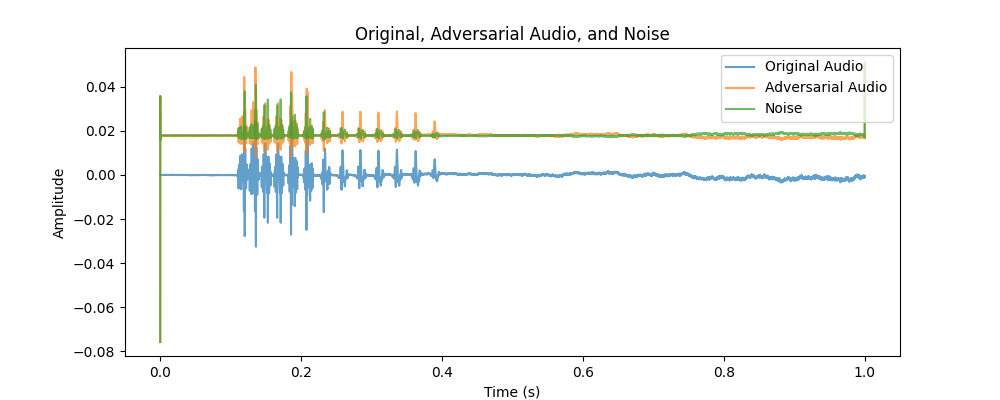 Original, Adversarial Audio, and Noise
Original Audio
Adversarial Audio
Noise
Amplitude
0.04
0.02
0.00
−0.02
−0.04
−0.06
−0.08
0.0 0.2 0.4 0.6 0.8 1.0
Time (s)